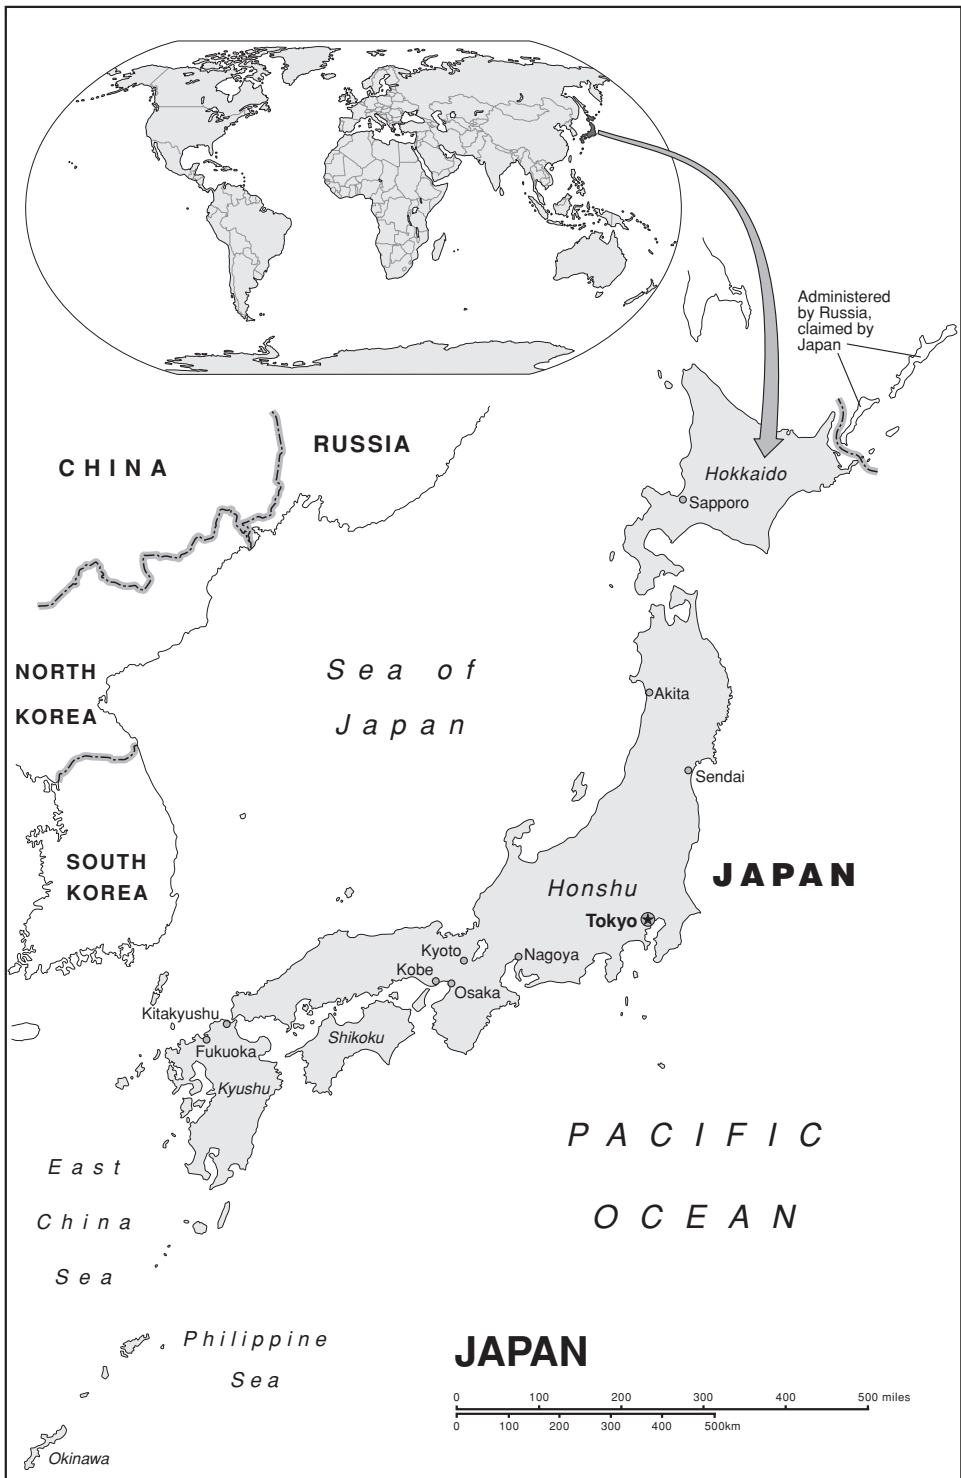 Administered
by Russia,
claimed by
Japan
RUSSIA
CHINA
Hokkaido
Sapporo
NORTH
KOREA
Sea of
Japan
Akita
Sendai
SOUTH
KOREA
JAPAN
Honshu
Tokyo
Kyoto
Nagoya
Kobe
Osaka
Kitakyushu
Shikoku
Fukuoka
Kyushu
PACIFIC
OCEAN
East
China
Sea
Philippine
Sea
JAPAN
0 100 200 300 400 500 miles
0 100 200 300 400 500km
Okinawa